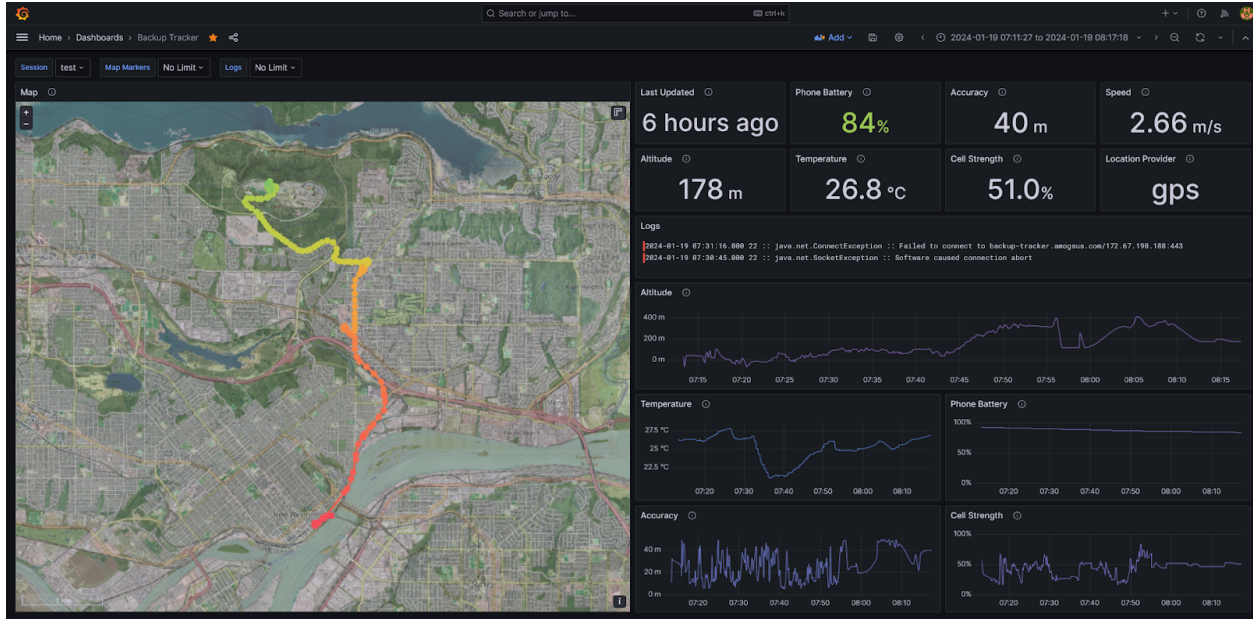 Search or jump to... ctrl+k
Home > Dashboards > Backup Tracker
Add
2024-01-19 07:11:27 to 2024-01-19 08:17:18
Session test Map Markers No Limit Logs No Limit
Map
+
−
New Westminster
i
Last Updated
6 hours ago
Phone Battery
84%
Accuracy
40 m
Speed
2.66 m/s
Altitude
178 m
Temperature
26.8 °C
Cell Strength
51.0%
Location Provider
gps
Logs
2024-01-19 07:31:16.000 22 :: java.net.ConnectException :: Failed to connect to backup-tracker.amogsus.com/172.67.190.188:443
2024-01-19 07:30:45.000 22 :: java.net.SocketException :: Software caused connection abort
Altitude
400 m
200 m
0 m
07:15 07:20 07:25 07:30 07:35 07:40 07:45 07:50 07:55 08:00 08:05 08:10 08:15
Temperature
27.5 °C
25 °C
22.5 °C
07:20 07:30 07:40 07:50 08:00 08:10
Phone Battery
100%
50%
0%
07:20 07:30 07:40 07:50 08:00 08:10
Accuracy
40 m
20 m
0 m
07:20 07:30 07:40 07:50 08:00 08:10
Cell Strength
100%
50%
0%
07:20 07:30 07:40 07:50 08:00 08:10